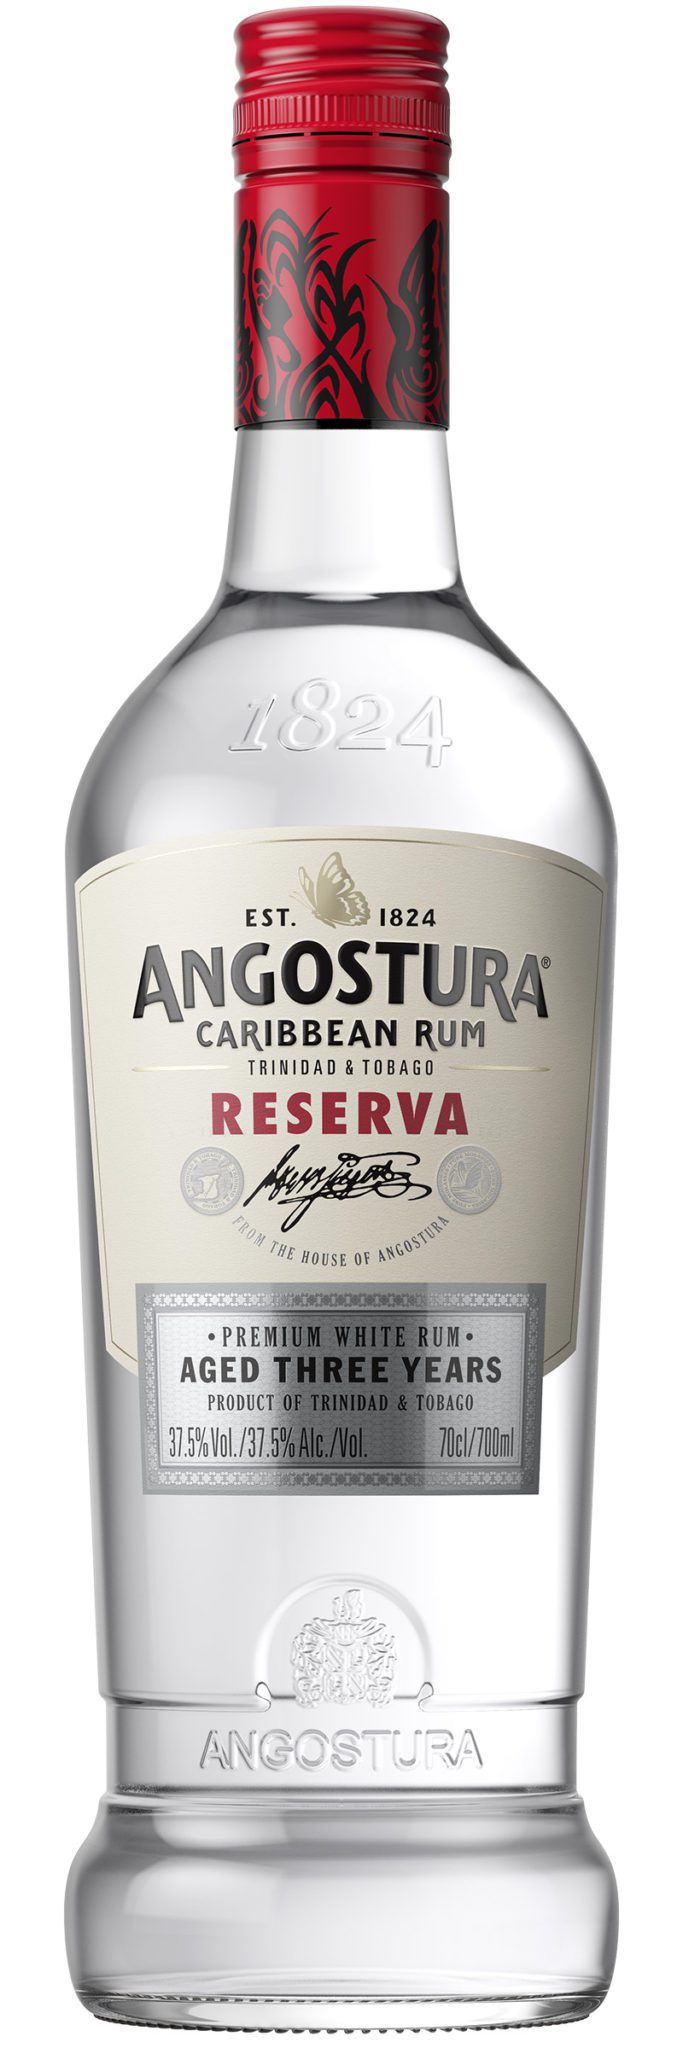 1824
EST. 1824
ANGOSTURA®
CARIBBEAN RUM
TRINIDAD & TOBAGO
RESERVA
FROM THE HOUSE OF ANGOSTURA
• PREMIUM WHITE RUM •
AGED THREE YEARS
PRODUCT OF TRINIDAD & TOBAGO
37.5% Vol./37.5% Alc./Vol. 70cl/700ml
ANGOSTURA